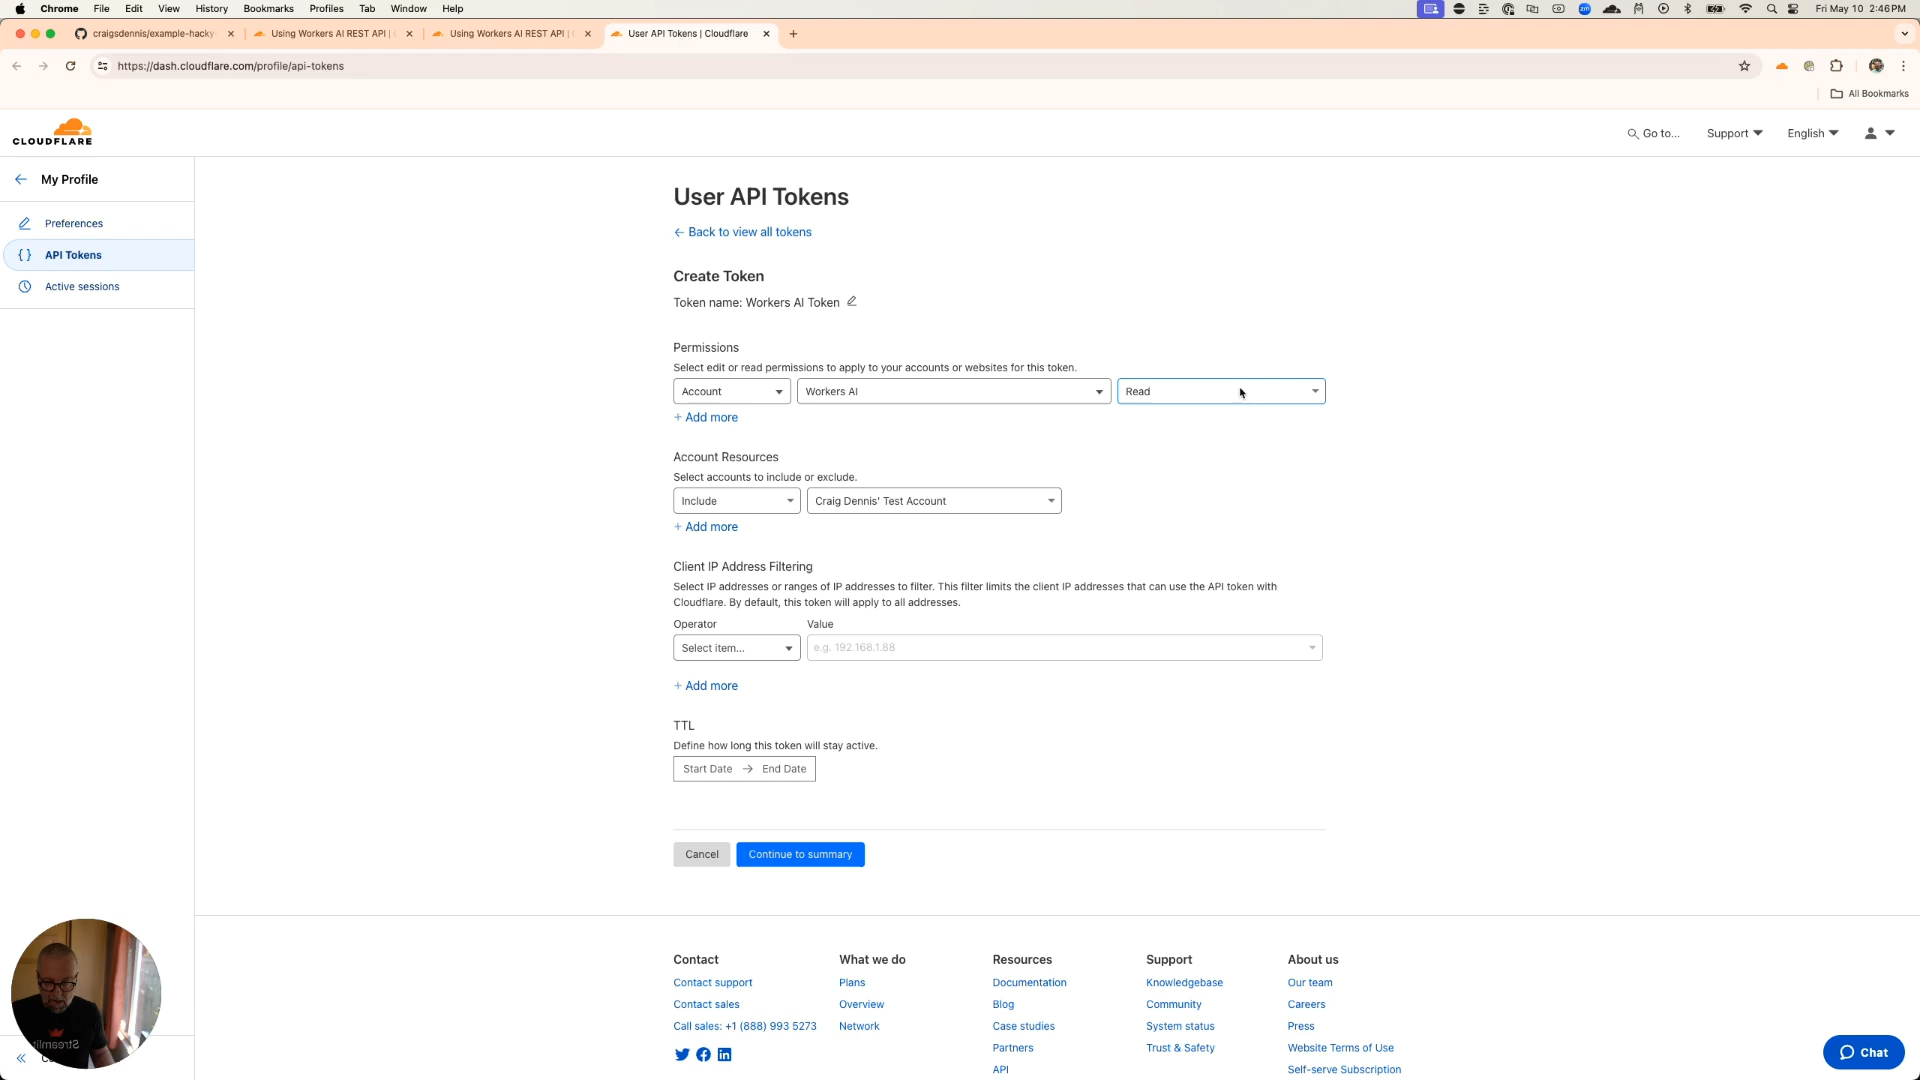 Chrome File Edit View History Bookmarks Profiles Tab Window Help
Fri May 10 2:46 PM
craigsdennis/example-hacky-
Using Workers AI REST API |
Using Workers AI REST API |
User API Tokens | Cloudflare
https://dash.cloudflare.com/profile/api-tokens
All Bookmarks
CLOUDFLARE
Go to...
Support
English
My Profile
Preferences
API Tokens
Active sessions
User API Tokens
← Back to view all tokens
Create Token
Token name: Workers AI Token
Permissions
Select edit or read permissions to apply to your accounts or websites for this token.
Account
Workers AI
Read
+ Add more
Account Resources
Select accounts to include or exclude.
Include
Craig Dennis' Test Account
+ Add more
Client IP Address Filtering
Select IP addresses or ranges of IP addresses to filter. This filter limits the client IP addresses that can use the API token with
Cloudflare. By default, this token will apply to all addresses.
Operator
Value
Select item...
e.g. 192.168.1.88
+ Add more
TTL
Define how long this token will stay active.
Start Date → End Date
Cancel
Continue to summary
Contact
Contact support
Contact sales
Call sales: +1 (888) 993 5273
What we do
Plans
Overview
Network
Resources
Documentation
Blog
Case studies
Partners
API
Support
Knowledgebase
Community
System status
Trust & Safety
About us
Our team
Careers
Press
Website Terms of Use
Self-serve Subscription
Chat
Streamlit